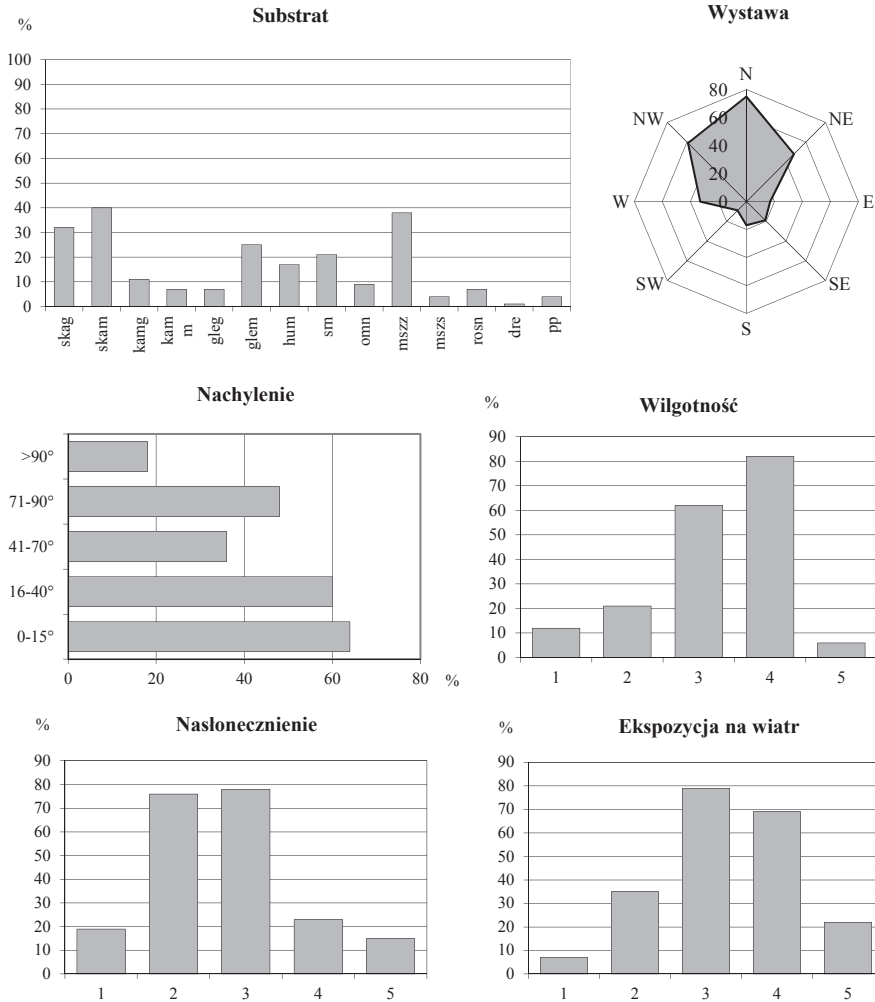 Substrat
%
100
90
80
70
60
50
40
30
20
10
0
skag
skam
kamg
kam
m
gleg
glem
hum
srn
omn
mszz
mszs
rosn
dre
pp
Wystawa
N
NE
E
SE
S
SW
W
NW
80
60
40
20
0
Nachylenie
>90°
71-90°
41-70°
16-40°
0-15°
0 20 40 60 80 %
Wilgotność
%
90
80
70
60
50
40
30
20
10
0
1 2 3 4 5
Nasłonecznienie
%
90
80
70
60
50
40
30
20
10
0
1 2 3 4 5
Ekspozycja na wiatr
%
90
80
70
60
50
40
30
20
10
0
1 2 3 4 5